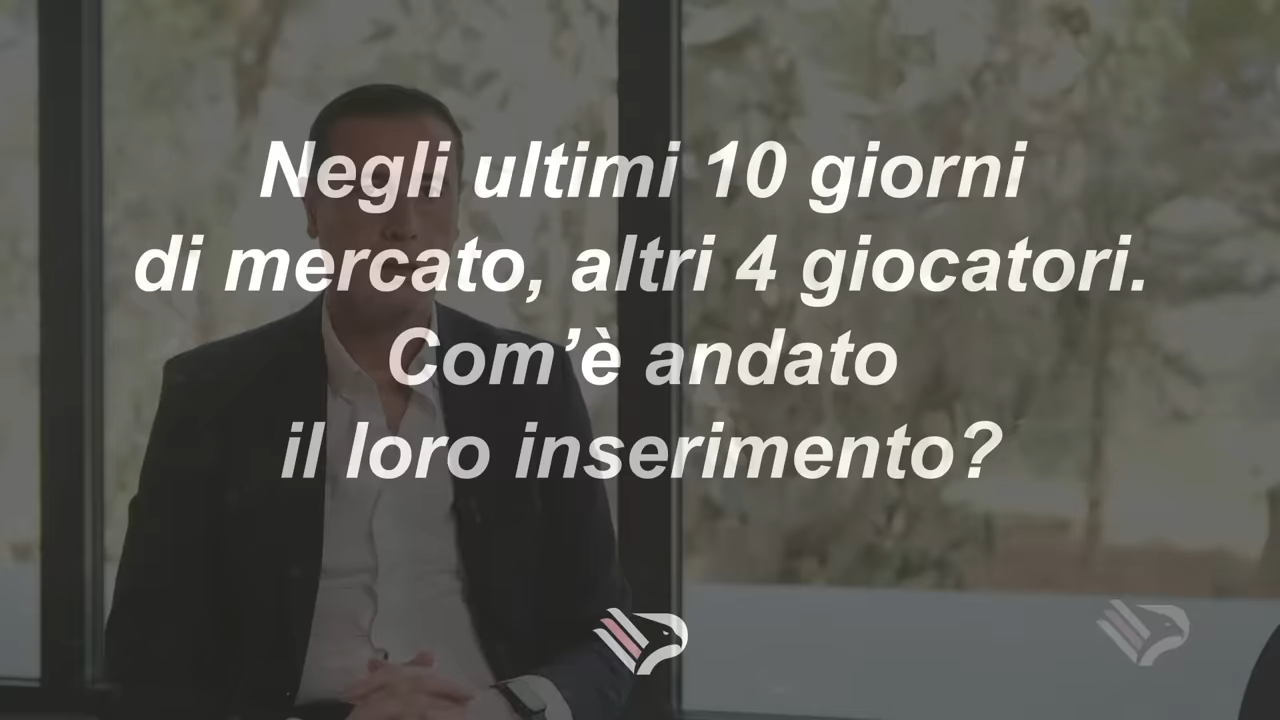 Negli ultimi 10 giorni
di mercato, altri 4 giocatori.
Com’è andato
il loro inserimento?